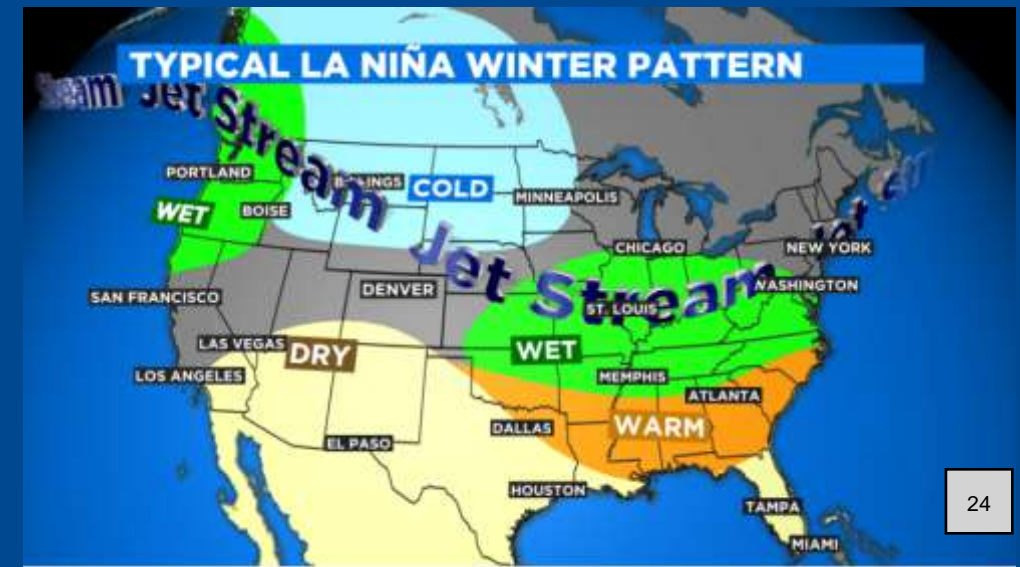 TYPICAL LA NIÑA WINTER PATTERN
Jet Stream
PORTLAND
COLD
MINNEAPOLIS
WET
BOISE
CHICAGO
NEW YORK
Jet Stream
SAN FRANCISCO
DENVER
ST. LOUIS
WASHINGTON
LAS VEGAS
DRY
WET
LOS ANGELES
MEMPHIS
ATLANTA
EL PASO
DALLAS
WARM
HOUSTON
TAMPA
24
MIAMI